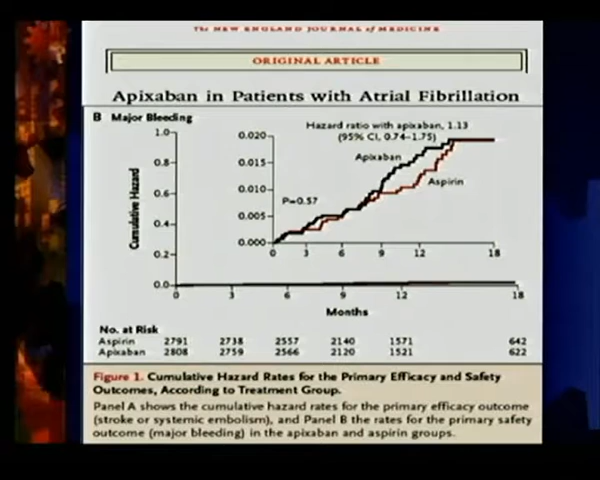 The NEW ENGLAND JOURNAL of MEDICINE
ORIGINAL ARTICLE
Apixaban in Patients with Atrial Fibrillation
B Major Bleeding
Hazard ratio with apixaban, 1.13
(95% CI, 0.74–1.75)
Apixaban
Aspirin
P=0.57
0.020
0.015
0.010
0.005
0.000
0 3 6 9 12 18
Cumulative Hazard
1.0
0.8
0.6
0.4
0.2
0.0
0 3 6 9 12 18
Months
No. at Risk
Aspirin 2791 2738 2557 2140 1571 642
Apixaban 2808 2759 2566 2120 1521 622
Figure 1. Cumulative Hazard Rates for the Primary Efficacy and Safety
Outcomes, According to Treatment Group.
Panel A shows the cumulative hazard rates for the primary efficacy outcome
(stroke or systemic embolism), and Panel B the rates for the primary safety
outcome (major bleeding) in the apixaban and aspirin groups.